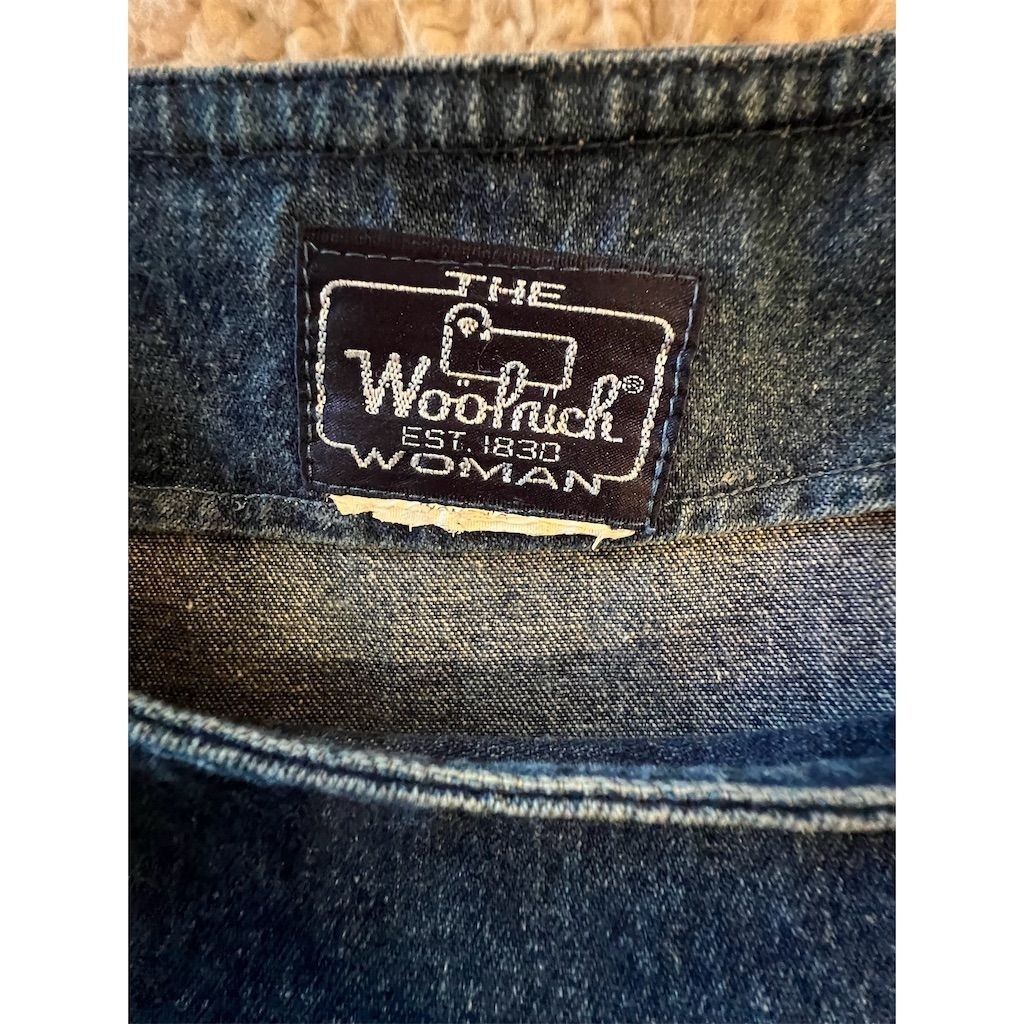 THE
Woolrich®
EST. 1830
WOMAN